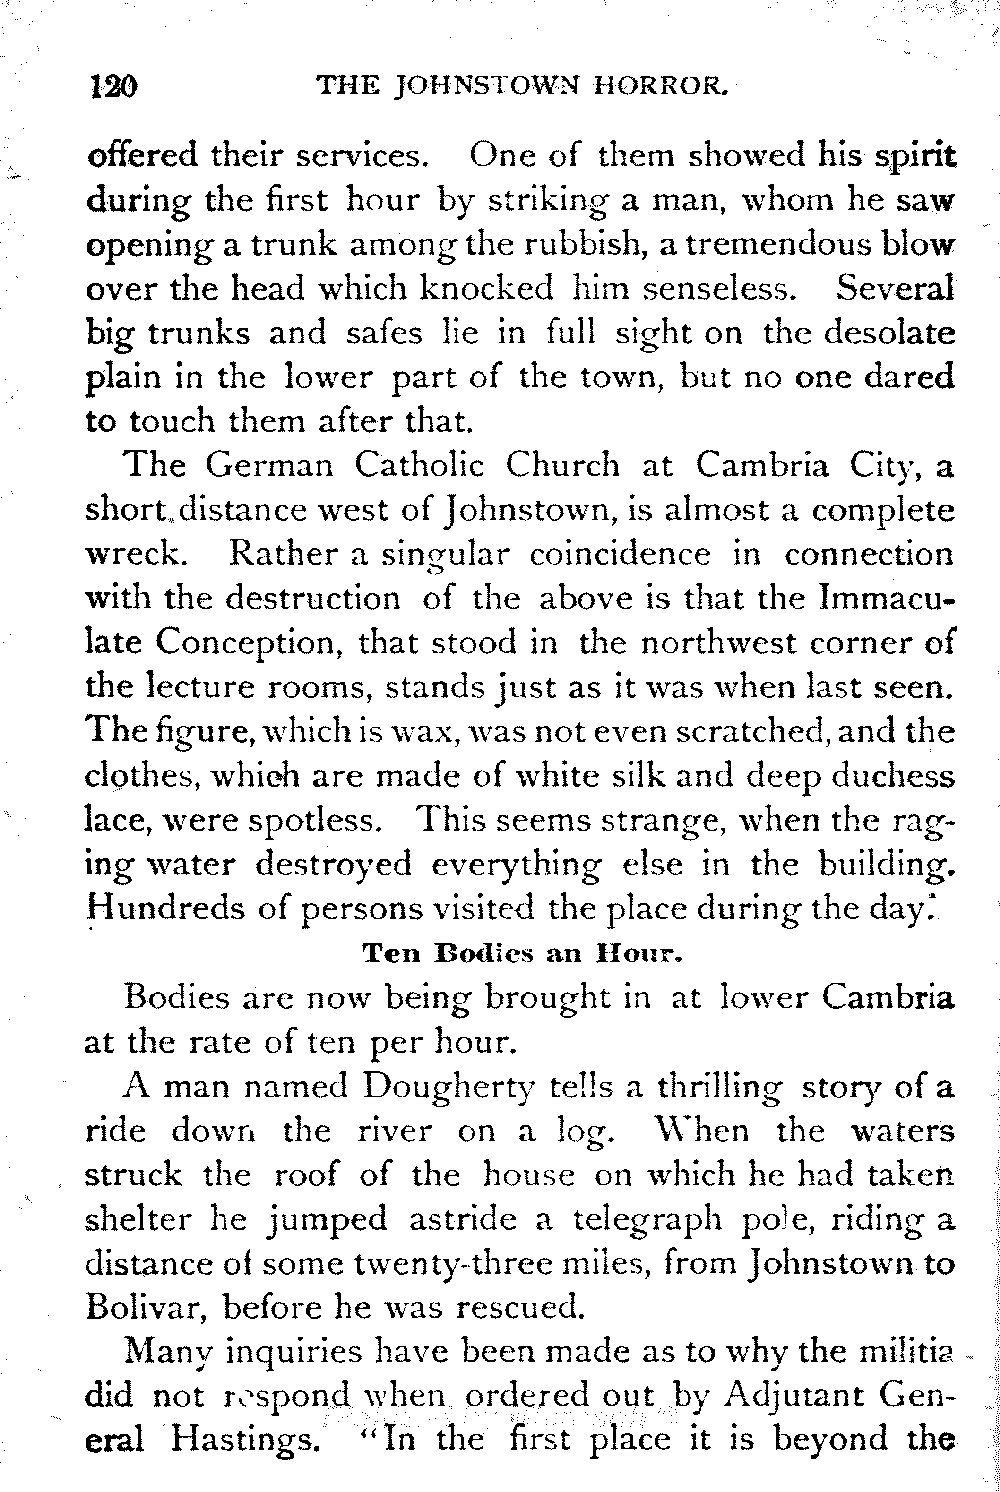 120 THE JOHNSTOWN HORROR.
offered their services. One of them showed his spirit
during the first hour by striking a man, whom he saw
opening a trunk among the rubbish, a tremendous blow
over the head which knocked him senseless. Several
big trunks and safes lie in full sight on the desolate
plain in the lower part of the town, but no one dared
to touch them after that.
The German Catholic Church at Cambria City, a
short distance west of Johnstown, is almost a complete
wreck. Rather a singular coincidence in connection
with the destruction of the above is that the Immacu-
late Conception, that stood in the northwest corner of
the lecture rooms, stands just as it was when last seen.
The figure, which is wax, was not even scratched, and the
clothes, which are made of white silk and deep duchess
lace, were spotless. This seems strange, when the rag-
ing water destroyed everything else in the building.
Hundreds of persons visited the place during the day.
Ten Bodies an Hour.
Bodies are now being brought in at lower Cambria
at the rate of ten per hour.
A man named Dougherty tells a thrilling story of a
ride down the river on a log. When the waters
struck the roof of the house on which he had taken
shelter he jumped astride a telegraph pole, riding a
distance of some twenty-three miles, from Johnstown to
Bolivar, before he was rescued.
Many inquiries have been made as to why the militia
did not respond when ordered out by Adjutant Gen-
eral Hastings. "In the first place it is beyond the